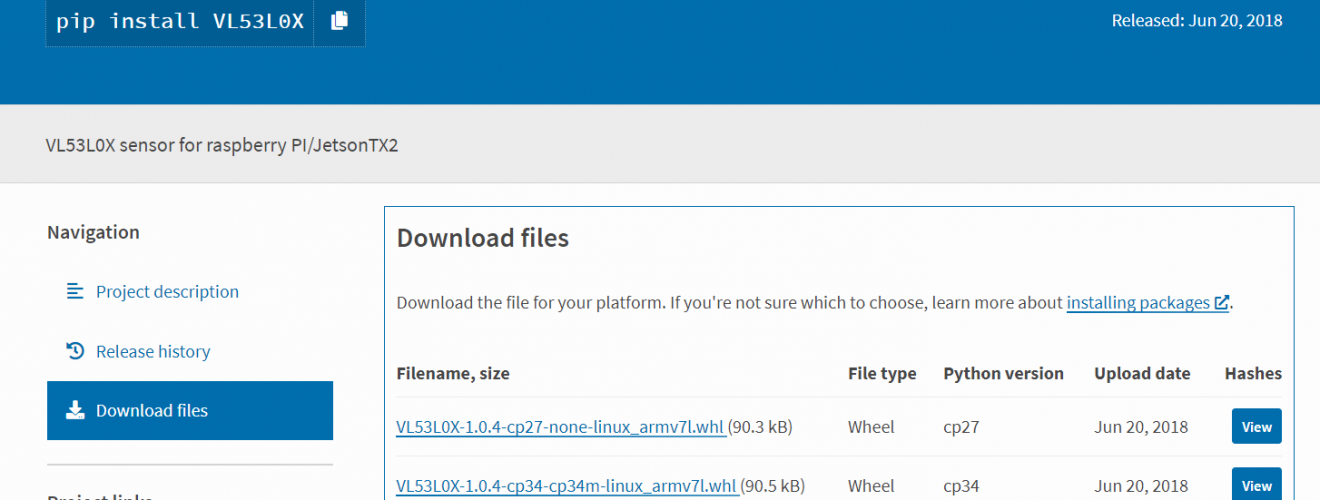 pip install VL53L0X
Released: Jun 20, 2018
VL53L0X sensor for raspberry PI/JetsonTX2
Navigation
Project description
Release history
Download files
Project links
Download files
Download the file for your platform. If you're not sure which to choose, learn more about installing packages.
Filename, size File type Python version Upload date Hashes
VL53L0X-1.0.4-cp27-none-linux_armv7l.whl (90.3 kB) Wheel cp27 Jun 20, 2018 View
VL53L0X-1.0.4-cp34-cp34m-linux_armv7l.whl (90.5 kB) Wheel cp34 Jun 20, 2018 View